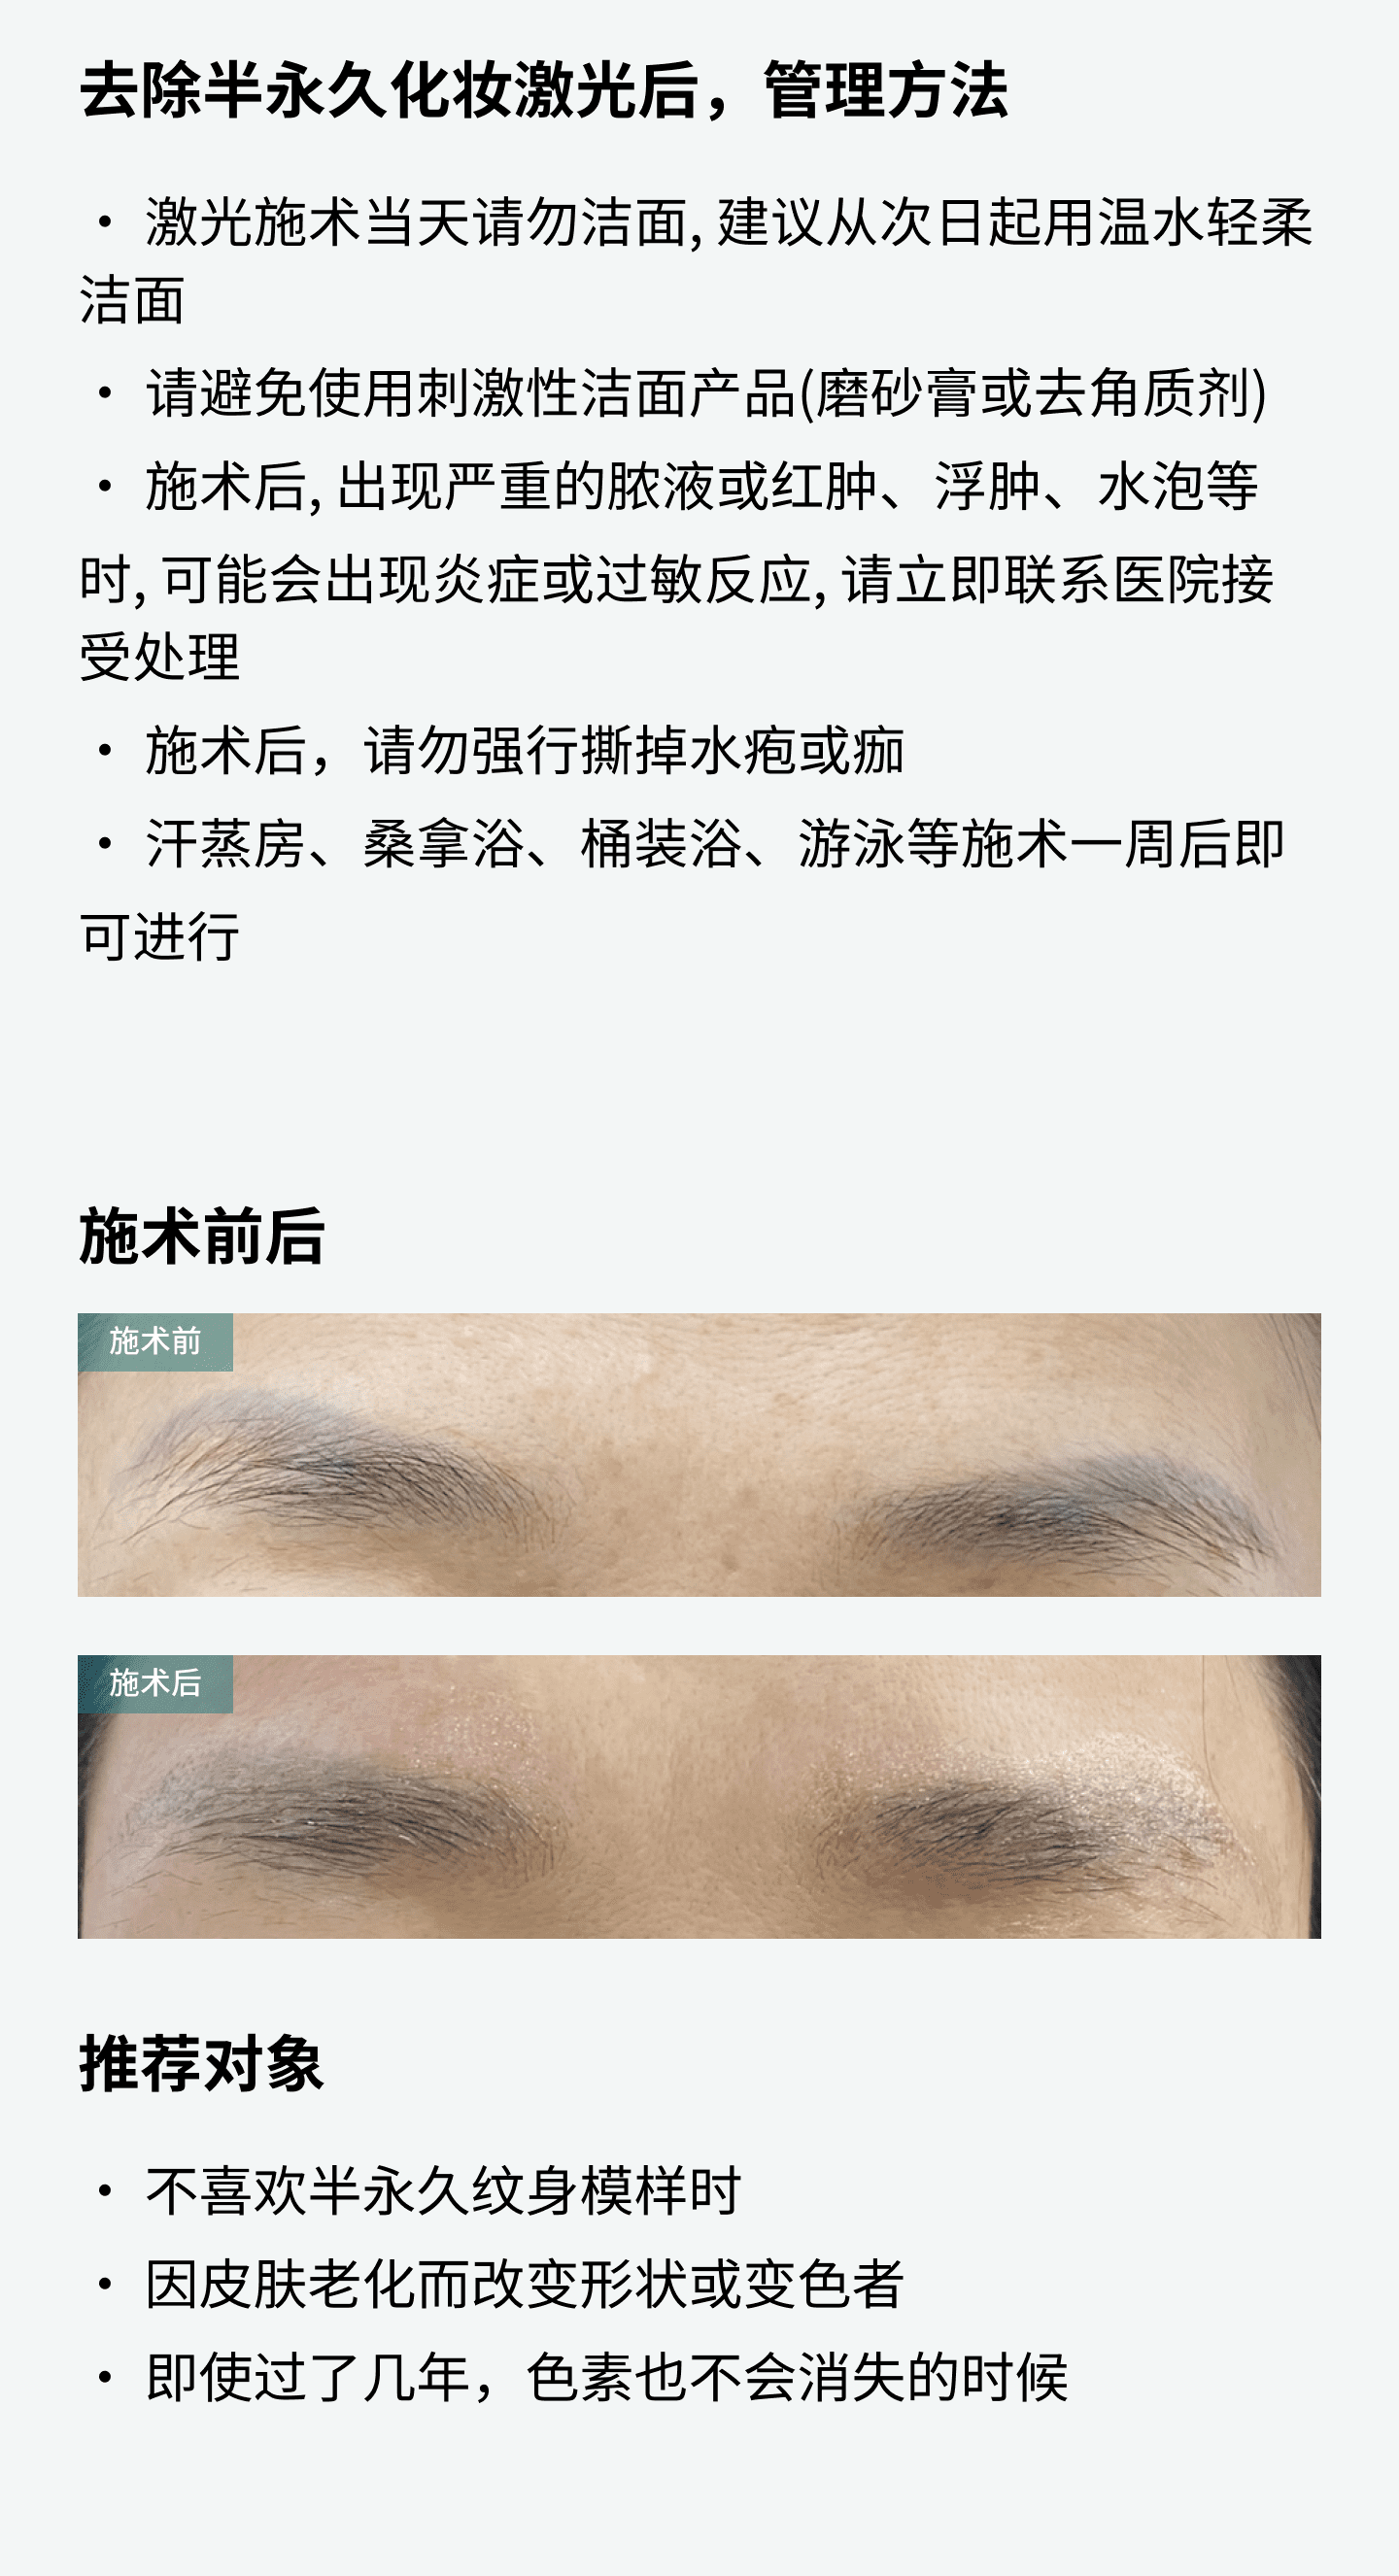 去除半永久化妆激光后，管理方法
• 激光施术当天请勿洁面, 建议从次日起用温水轻柔
洁面
• 请避免使用刺激性洁面产品(磨砂膏或去角质剂)
• 施术后, 出现严重的脓液或红肿、浮肿、水泡等
时, 可能会出现炎症或过敏反应, 请立即联系医院接
受处理
• 施术后，请勿强行撕掉水疱或痂
• 汗蒸房、桑拿浴、桶装浴、游泳等施术一周后即
可进行
施术前后
施术前
施术后
推荐对象
• 不喜欢半永久纹身模样时
• 因皮肤老化而改变形状或变色者
• 即使过了几年，色素也不会消失的时候